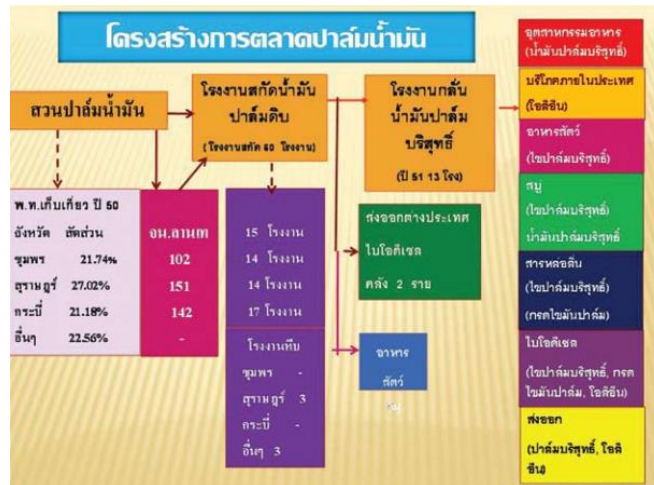 โครงสร้างการตลาดปาล์มน้ำมัน
สวนปาล์มน้ำมัน
โรงงานสกัดน้ำมัน
ปาล์มดิบ
(โรงงานสกัด 60 โรงงาน)
โรงงานกลั่น
น้ำมันปาล์ม
บริสุทธิ์
(ปี 51 13 โรง)
พ.ท.เก็บเกี่ยว ปี 50
จังหวัด สัดส่วน
ชุมพร 21.74%
สุราษฎร์ 27.02%
กระบี่ 21.18%
อื่นๆ 22.56%
จน.ลานเท
102
151
142
-
15 โรงงาน
14 โรงงาน
14 โรงงาน
17 โรงงาน
โรงงานหีบ
ชุมพร -
สุราษฎร์ 3
กระบี่ -
อื่นๆ 3
ส่งออกต่างประเทศ
ไบโอดีเซล
คลัง 2 ราย
อาหาร
สัตว์
อุตสาหกรรมอาหาร
(น้ำมันปาล์มบริสุทธิ์)
บริโภคภายในประเทศ
(โอลีอีน)
อาหารสัตว์
(ไขปาล์มบริสุทธิ์)
สบู่
(ไขปาล์มบริสุทธิ์)
น้ำมันปาล์มบริสุทธิ์
สารหล่อลื่น
(ไขปาล์มบริสุทธิ์)
(กรดไขมันปาล์ม)
ไบโอดีเซล
(ไขปาล์มบริสุทธิ์, กรด
ไขมันปาล์ม, โอลิอีน)
ส่งออก
(ปาล์มบริสุทธิ์, โอลิ
อีน)